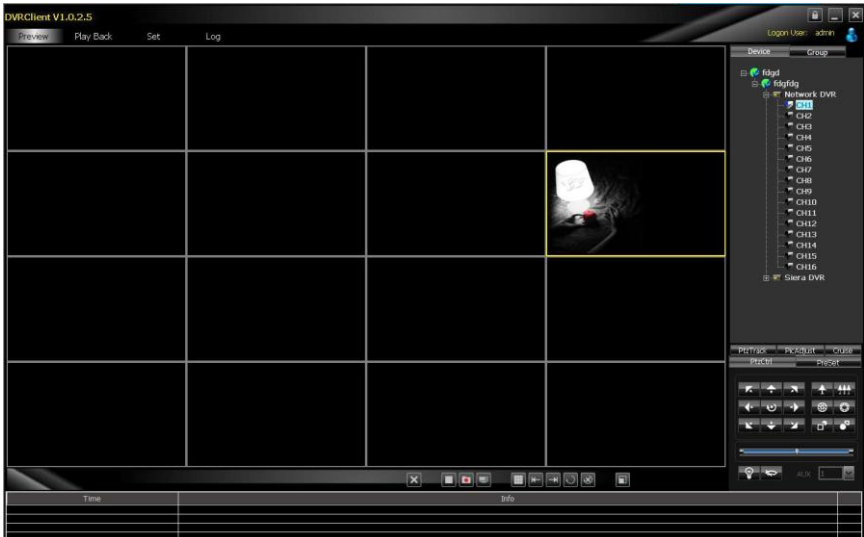 DVRClient V1.0.2.5
Logon User: admin
Preview Play Back Set Log
Device Group
fdgd
fdgfdg
Network DVR
CH1
CH2
CH3
CH4
CH5
CH6
CH7
CH8
CH9
CH10
CH11
CH12
CH13
CH14
CH15
CH16
Siera DVR
PtzTrack PicAdjust Cruise
PtzCtrl PreSet
AUX 1
Time Info